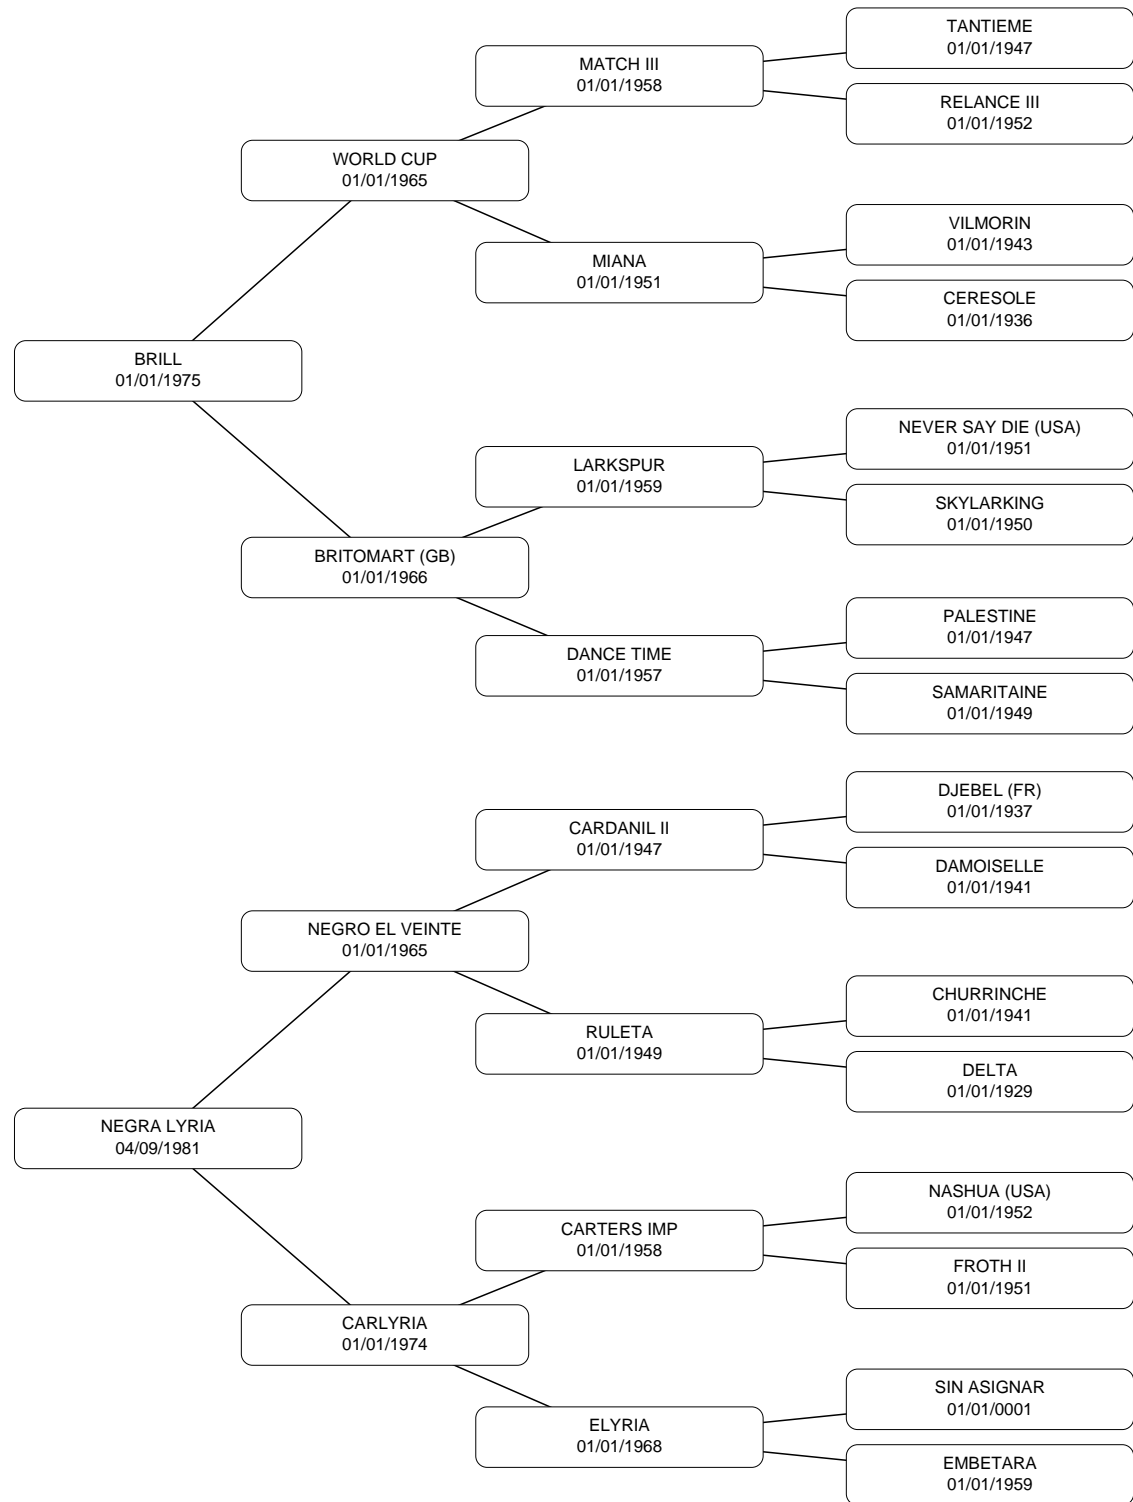 TANTIEME
01/01/1947
MATCH III
01/01/1958
RELANCE III
01/01/1952
WORLD CUP
01/01/1965
VILMORIN
01/01/1943
MIANA
01/01/1951
CERESOLE
01/01/1936
BRILL
01/01/1975
NEVER SAY DIE (USA)
01/01/1951
LARKSPUR
01/01/1959
SKYLARKING
01/01/1950
BRITOMART (GB)
01/01/1966
PALESTINE
01/01/1947
DANCE TIME
01/01/1957
SAMARITAINE
01/01/1949
DJEBEL (FR)
01/01/1937
CARDANIL II
01/01/1947
DAMOISELLE
01/01/1941
NEGRO EL VEINTE
01/01/1965
CHURRINCHE
01/01/1941
RULETA
01/01/1949
DELTA
01/01/1929
NEGRA LYRIA
04/09/1981
NASHUA (USA)
01/01/1952
CARTERS IMP
01/01/1958
FROTH II
01/01/1951
CARLYRIA
01/01/1974
SIN ASIGNAR
01/01/0001
ELYRIA
01/01/1968
EMBETARA
01/01/1959